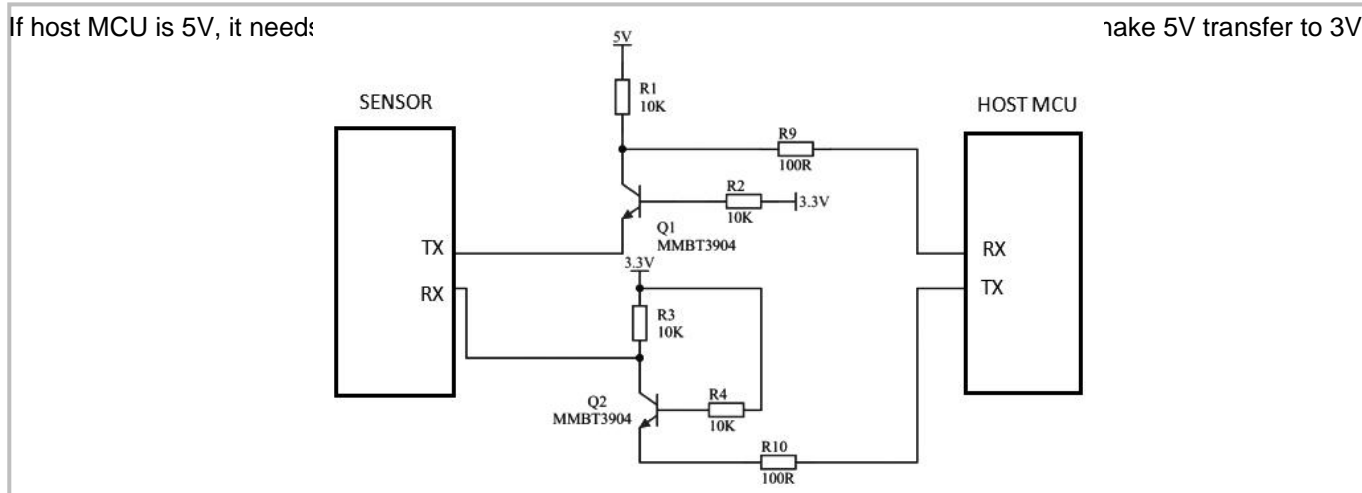 If host MCU is 5V, it needs make 5V transfer to 3V
5V
R1
10K
SENSOR
HOST MCU
R9
100R
R2
10K
3.3V
Q1
MMBT3904
TX
RX
3.3V
RX
TX
R3
10K
Q2
MMBT3904
R4
10K
R10
100R